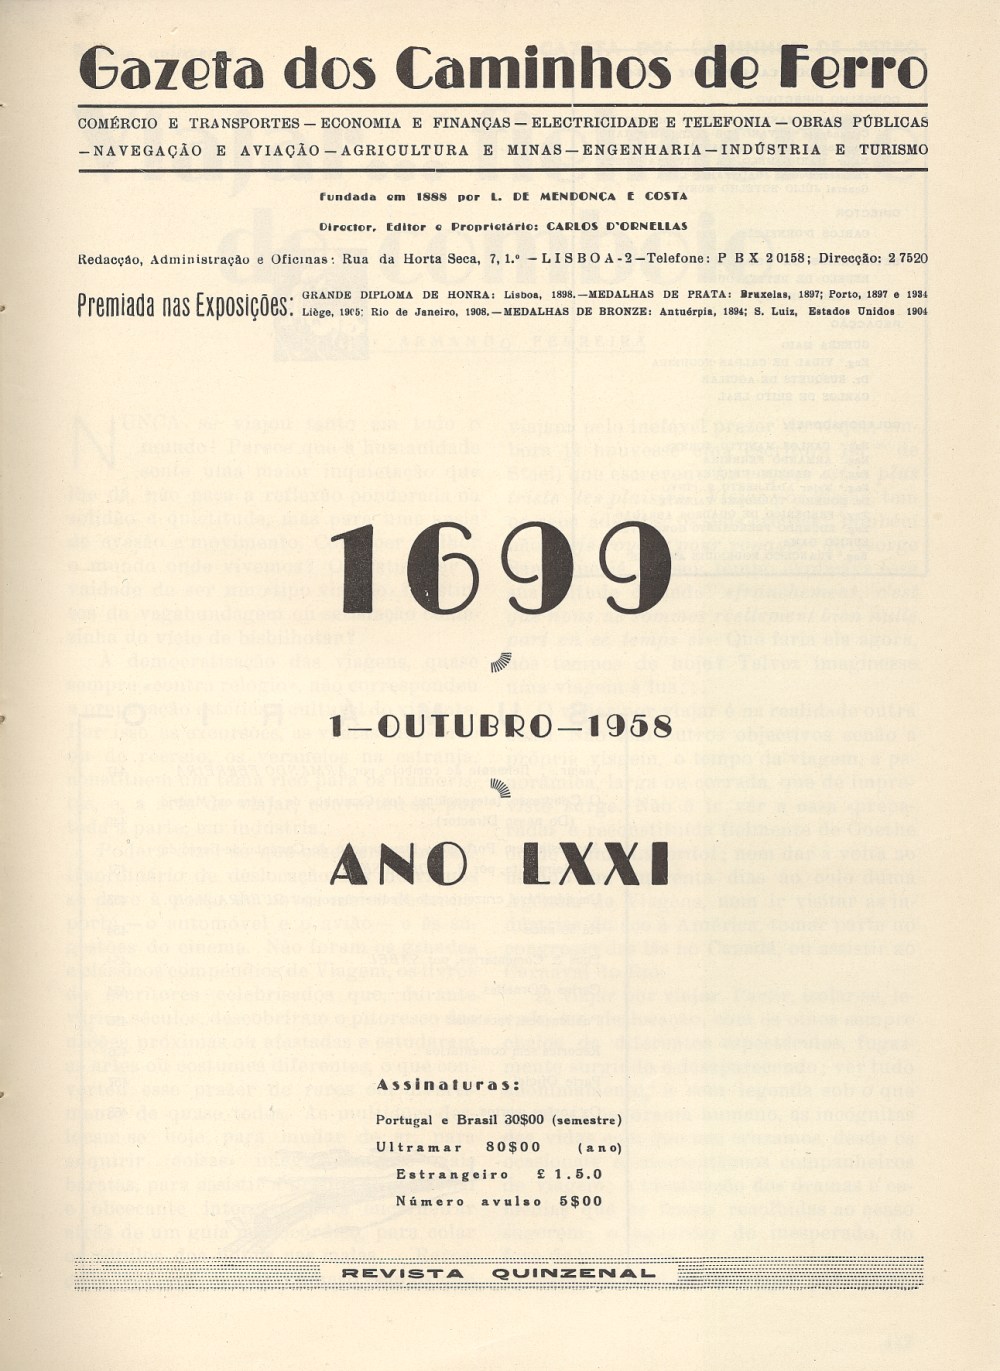 Gazeta dos Caminhos de Ferro
COMÉRCIO E TRANSPORTES — ECONOMIA E FINANÇAS — ELECTRICIDADE E TELEFONIA — OBRAS PÚBLICAS
— NAVEGAÇÃO E AVIAÇÃO — AGRICULTURA E MINAS — ENGENHARIA — INDÚSTRIA E TURISMO
Fundada em 1888 por L. DE MENDONÇA E COSTA
Director, Editor e Proprietário: CARLOS D'ORNELLAS
Redacção, Administração e Oficinas: Rua da Horta Seca, 7, 1.º — LISBOA-2 — Telefone: P B X 20158; Direcção: 27520
Premiada nas Exposições: GRANDE DIPLOMA DE HONRA: Lisboa, 1898. — MEDALHAS DE PRATA: Bruxelas, 1897; Porto, 1897 e 1934
Liège, 1905; Rio de Janeiro, 1908. — MEDALHAS DE BRONZE: Antuérpia, 1894; S. Luiz, Estados Unidos 1904
1699
1—OUTUBRO—1958
ANO LXXI
Assinaturas:
Portugal e Brasil 30$00 (semestre)
Ultramar 80$00 (ano)
Estrangeiro £ 1.5.0
Número avulso 5$00
REVISTA QUINZENAL